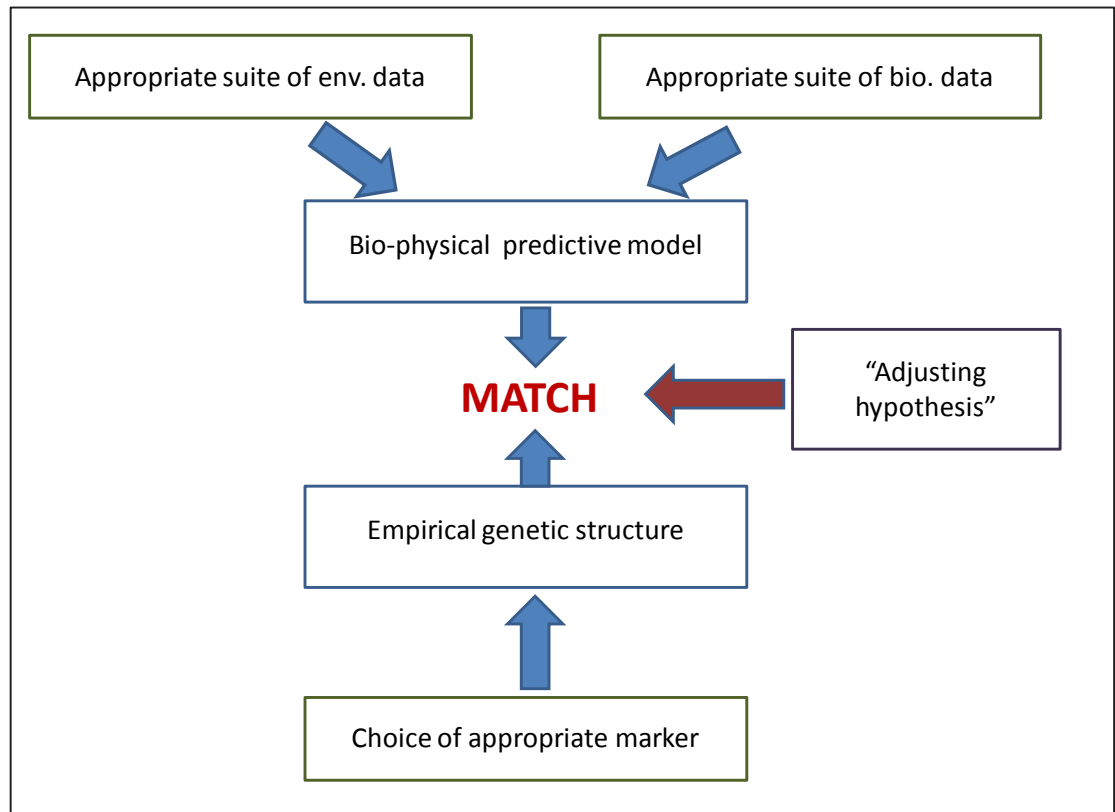 Appropriate suite of env. data
Appropriate suite of bio. data
Bio-physical predictive model
MATCH
“Adjusting
hypothesis”
Empirical genetic structure
Choice of appropriate marker